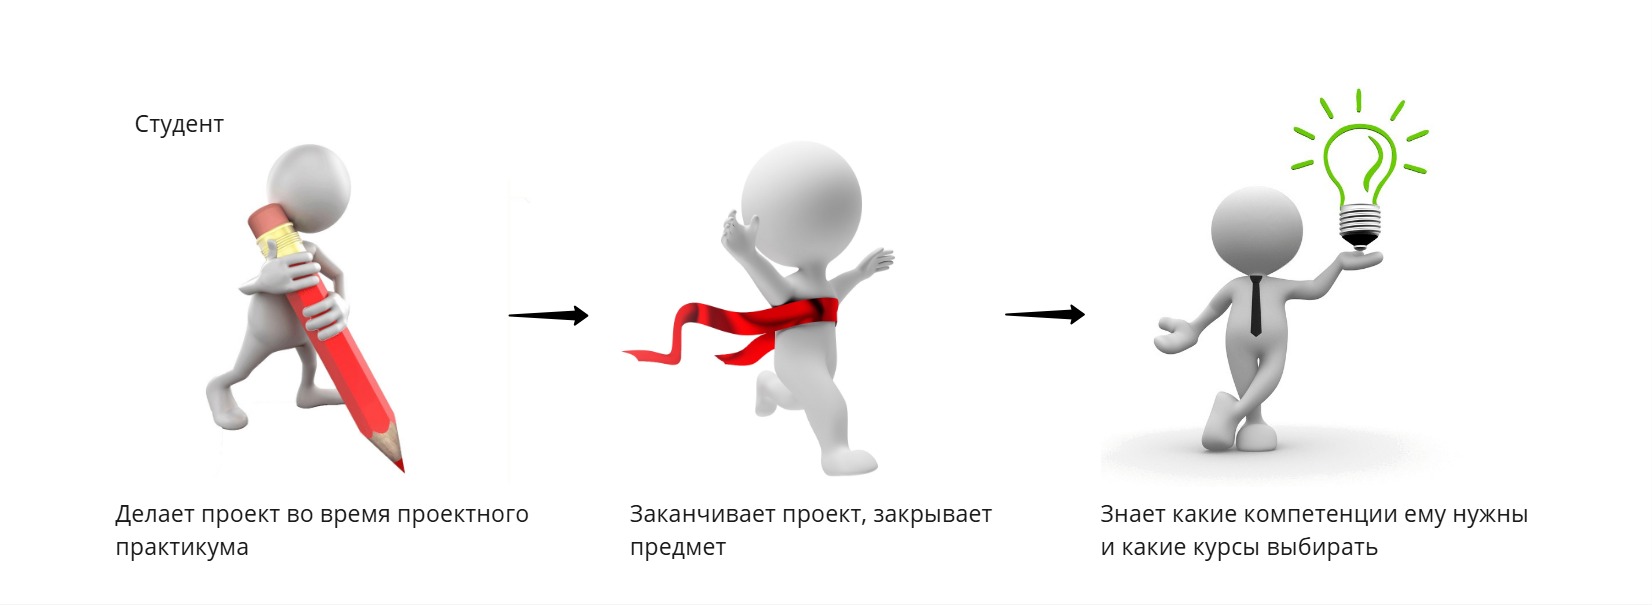 Студент
Делает проект во время проектного
практикума
Заканчивает проект, закрывает
предмет
Знает какие компетенции ему нужны
и какие курсы выбирать